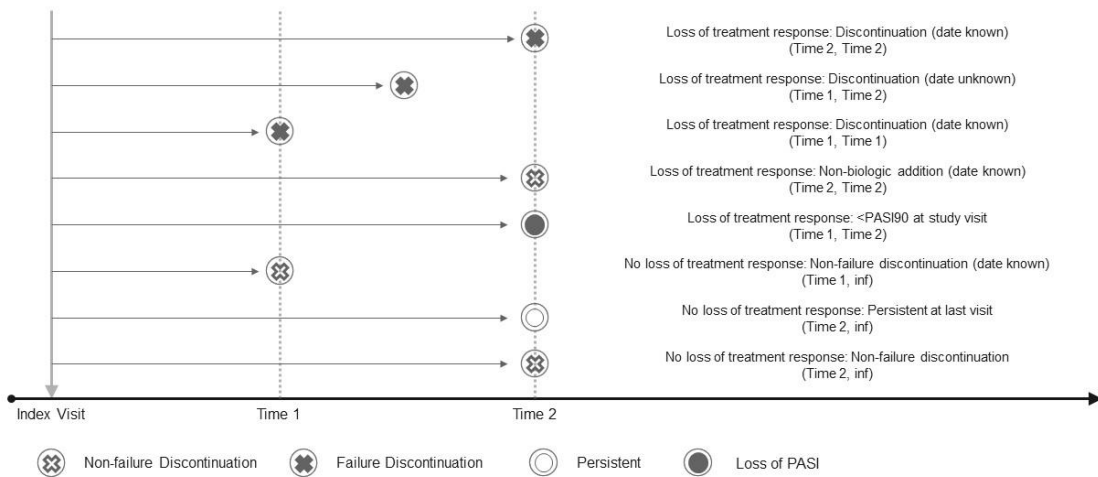 Loss of treatment response: Discontinuation (date known)
(Time 2, Time 2)
Loss of treatment response: Discontinuation (date unknown)
(Time 1, Time 2)
Loss of treatment response: Discontinuation (date known)
(Time 1, Time 1)
Loss of treatment response: Non-biologic addition (date known)
(Time 2, Time 2)
Loss of treatment response: <PASI90 at study visit
(Time 1, Time 2)
No loss of treatment response: Non-failure discontinuation (date known)
(Time 1, inf)
No loss of treatment response: Persistent at last visit
(Time 2, inf)
No loss of treatment response: Non-failure discontinuation
(Time 2, inf)
Index Visit Time 1 Time 2
Non-failure Discontinuation Failure Discontinuation Persistent Loss of PASI